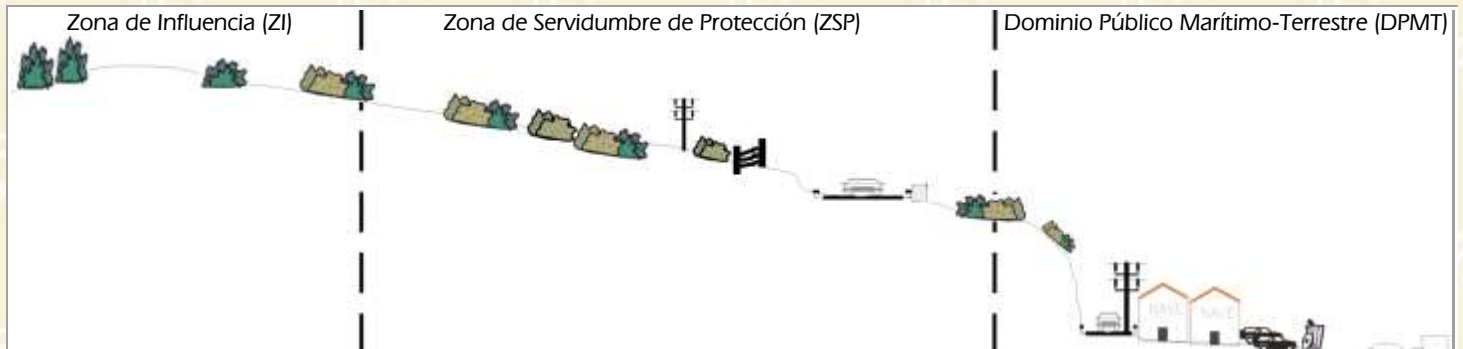 Zona de Influencia (ZI)
Zona de Servidumbre de Protección (ZSP)
Dominio Público Marítimo-Terrestre (DPMT)
NAVE NAVE